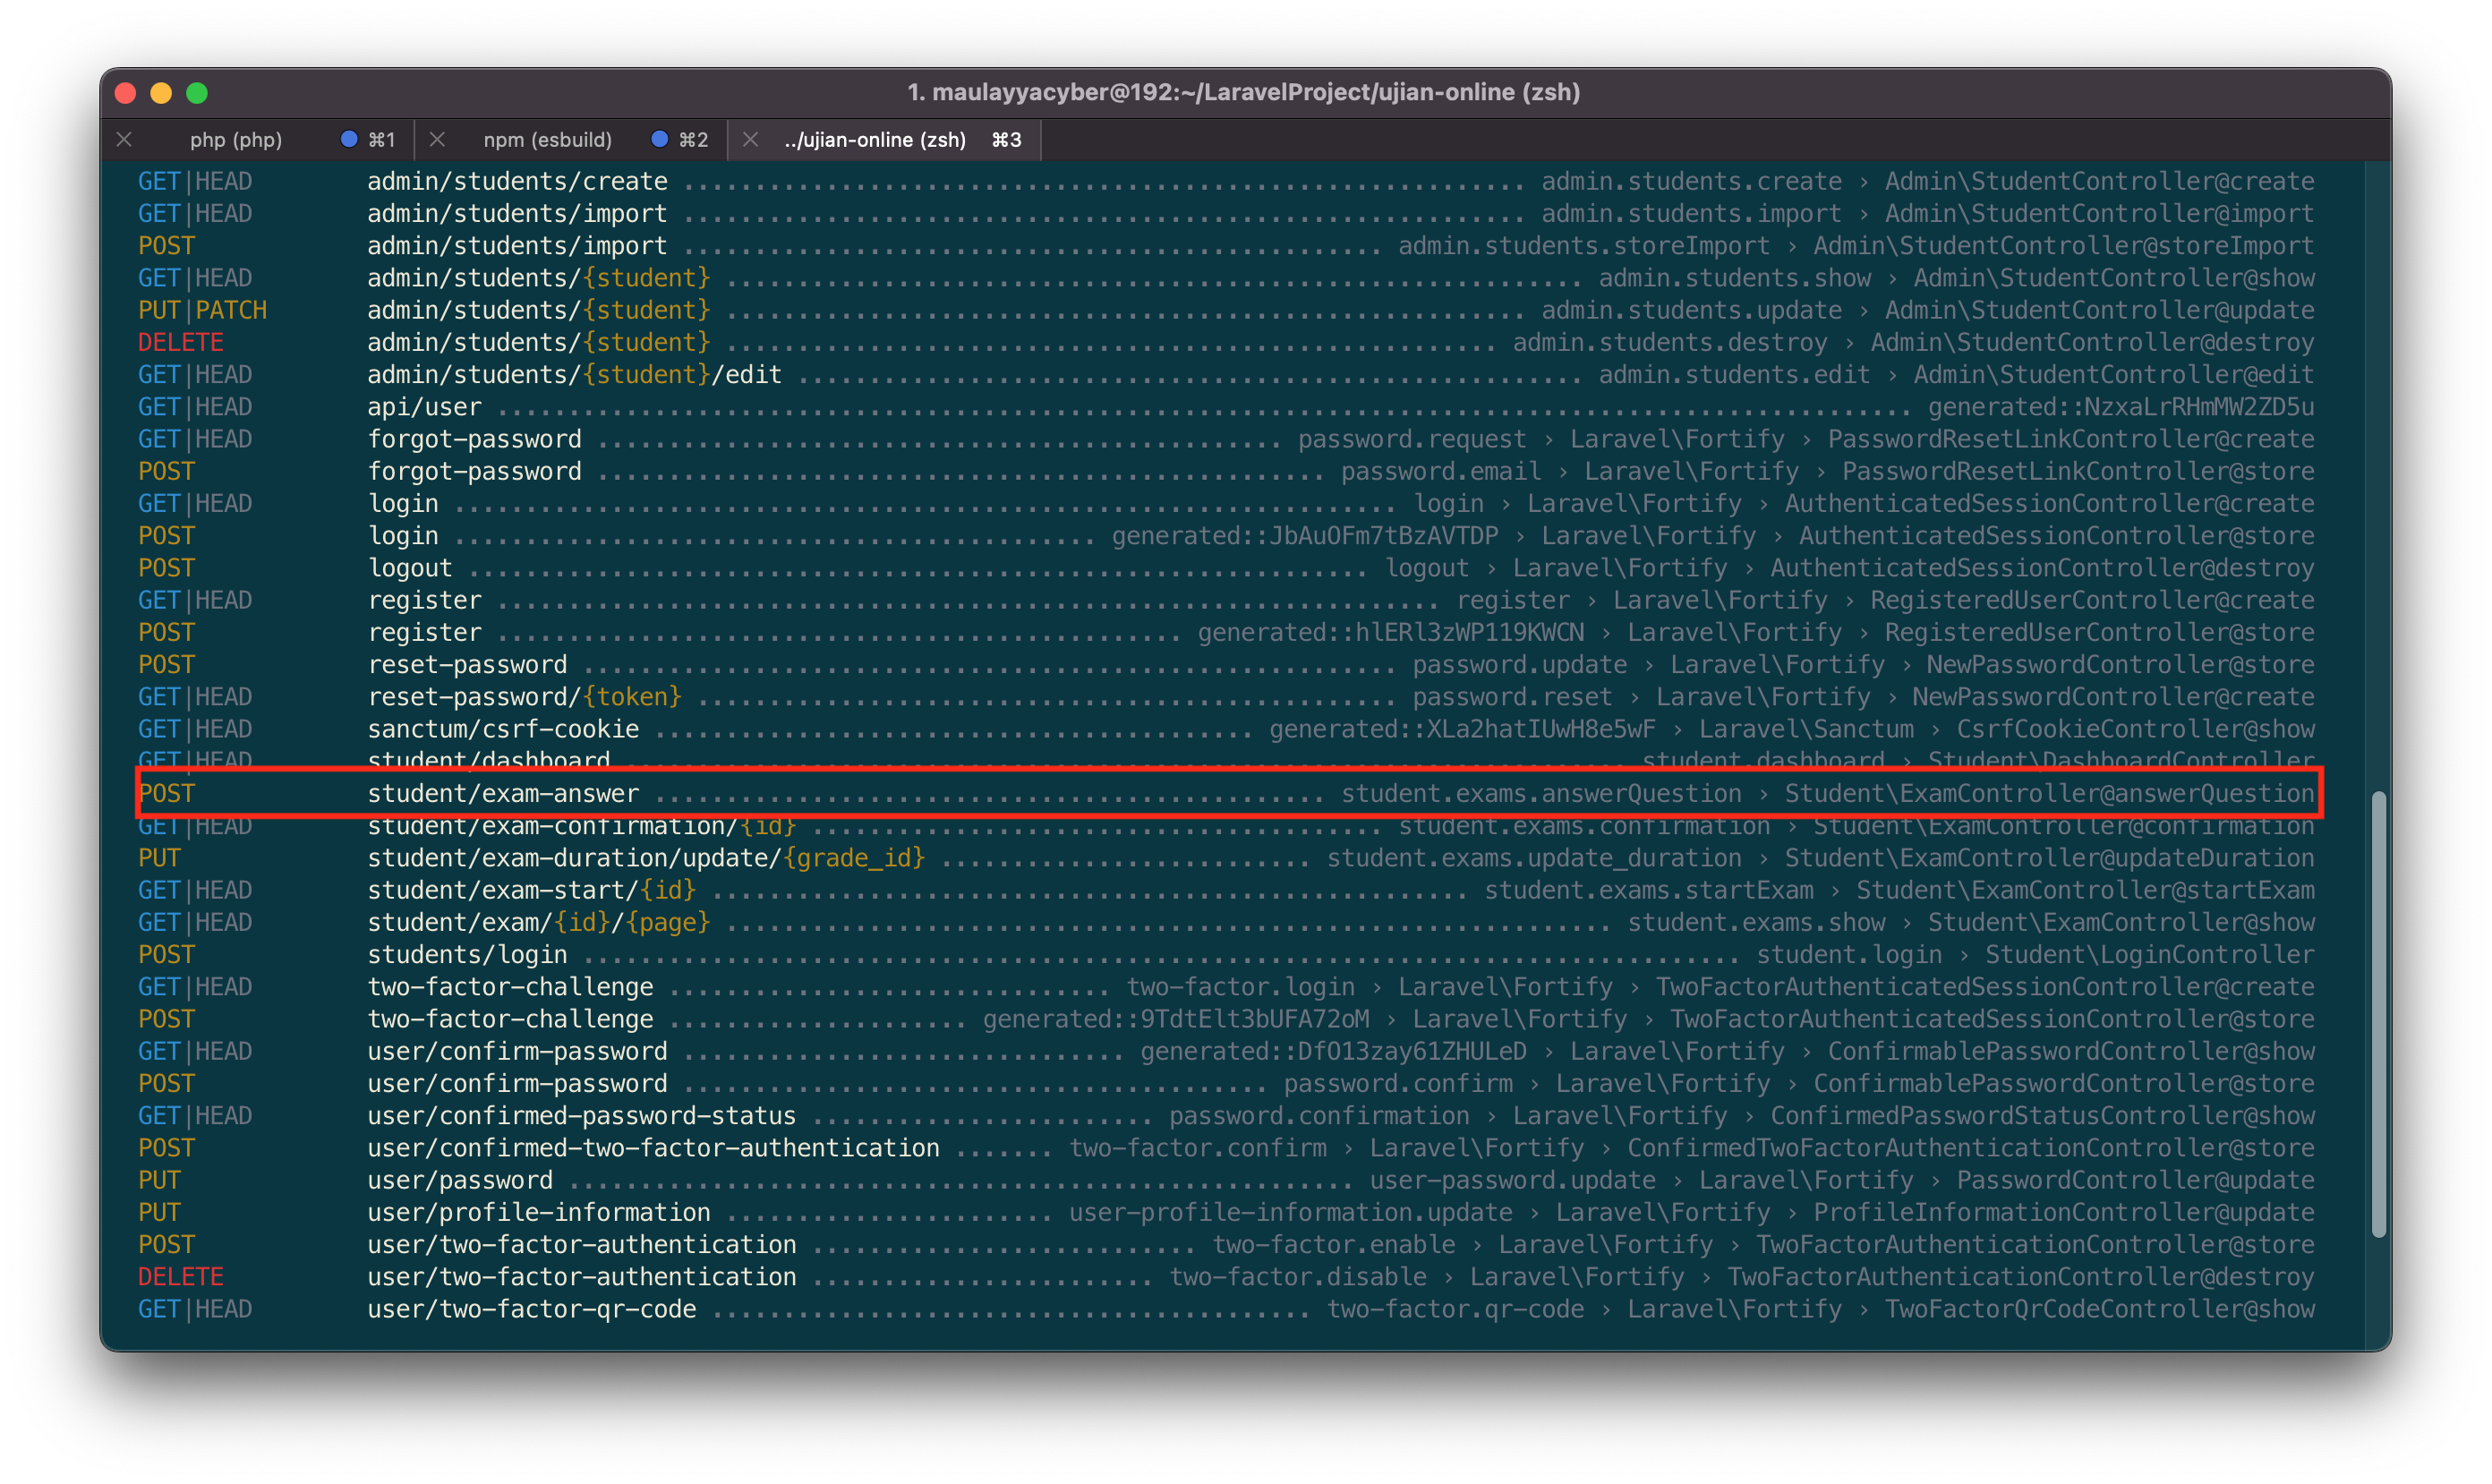 1. maulayyacyber@192:~/LaravelProject/ujian-online (zsh)
php (php) ⌘1 npm (esbuild) ⌘2 ../ujian-online (zsh) ⌘3
GET|HEAD admin/students/create ........................................................... admin.students.create › Admin\StudentController@create
GET|HEAD admin/students/import ........................................................... admin.students.import › Admin\StudentController@import
POST admin/students/import ................................................. admin.students.storeImport › Admin\StudentController@storeImport
GET|HEAD admin/students/{student} ............................................................ admin.students.show › Admin\StudentController@show
PUT|PATCH admin/students/{student} ........................................................ admin.students.update › Admin\StudentController@update
DELETE admin/students/{student} ...................................................... admin.students.destroy › Admin\StudentController@destroy
GET|HEAD admin/students/{student}/edit ....................................................... admin.students.edit › Admin\StudentController@edit
GET|HEAD api/user ................................................................................................... generated::NzxaLrRHmMW2ZD5u
GET|HEAD forgot-password ................................................ password.request › Laravel\Fortify › PasswordResetLinkController@create
POST forgot-password ................................................... password.email › Laravel\Fortify › PasswordResetLinkController@store
GET|HEAD login .................................................................. login › Laravel\Fortify › AuthenticatedSessionController@create
POST login ............................................. generated::JbAuOFm7tBzAVTDP › Laravel\Fortify › AuthenticatedSessionController@store
POST logout ............................................................... logout › Laravel\Fortify › AuthenticatedSessionController@destroy
GET|HEAD register .................................................................. register › Laravel\Fortify › RegisteredUserController@create
POST register ................................................ generated::hlERl3zWP119KWCN › Laravel\Fortify › RegisteredUserController@store
POST reset-password ......................................................... password.update › Laravel\Fortify › NewPasswordController@store
GET|HEAD reset-password/{token} ................................................. password.reset › Laravel\Fortify › NewPasswordController@create
GET|HEAD sanctum/csrf-cookie .......................................... generated::XLa2hatIUwH8e5wF › Laravel\Sanctum › CsrfCookieController@show
GET|HEAD student/dashboard ...................................................................... student.dashboard › Student\DashboardController
POST student/exam-answer ............................................... student.exams.answerQuestion › Student\ExamController@answerQuestion
GET|HEAD student/exam-confirmation/{id} ........................................ student.exams.confirmation › Student\ExamController@confirmation
PUT student/exam-duration/update/{grade_id} .......................... student.exams.update_duration › Student\ExamController@updateDuration
GET|HEAD student/exam-start/{id} ..................................................... student.exams.startExam › Student\ExamController@startExam
GET|HEAD student/exam/{id}/{page} .............................................................. student.exams.show › Student\ExamController@show
POST students/login ................................................................................. student.login › Student\LoginController
GET|HEAD two-factor-challenge ............................... two-factor.login › Laravel\Fortify › TwoFactorAuthenticatedSessionController@create
POST two-factor-challenge ..................... generated::9TdtElt3bUFA72oM › Laravel\Fortify › TwoFactorAuthenticatedSessionController@store
GET|HEAD user/confirm-password ............................... generated::DfO13zay61ZHULeD › Laravel\Fortify › ConfirmablePasswordController@show
POST user/confirm-password ......................................... password.confirm › Laravel\Fortify › ConfirmablePasswordController@store
GET|HEAD user/confirmed-password-status ........................ password.confirmation › Laravel\Fortify › ConfirmedPasswordStatusController@show
POST user/confirmed-two-factor-authentication ....... two-factor.confirm › Laravel\Fortify › ConfirmedTwoFactorAuthenticationController@store
PUT user/password ....................................................... user-password.update › Laravel\Fortify › PasswordController@update
PUT user/profile-information ....................... user-profile-information.update › Laravel\Fortify › ProfileInformationController@update
POST user/two-factor-authentication ........................... two-factor.enable › Laravel\Fortify › TwoFactorAuthenticationController@store
DELETE user/two-factor-authentication ........................ two-factor.disable › Laravel\Fortify › TwoFactorAuthenticationController@destroy
GET|HEAD user/two-factor-qr-code .......................................... two-factor.qr-code › Laravel\Fortify › TwoFactorQrCodeController@show